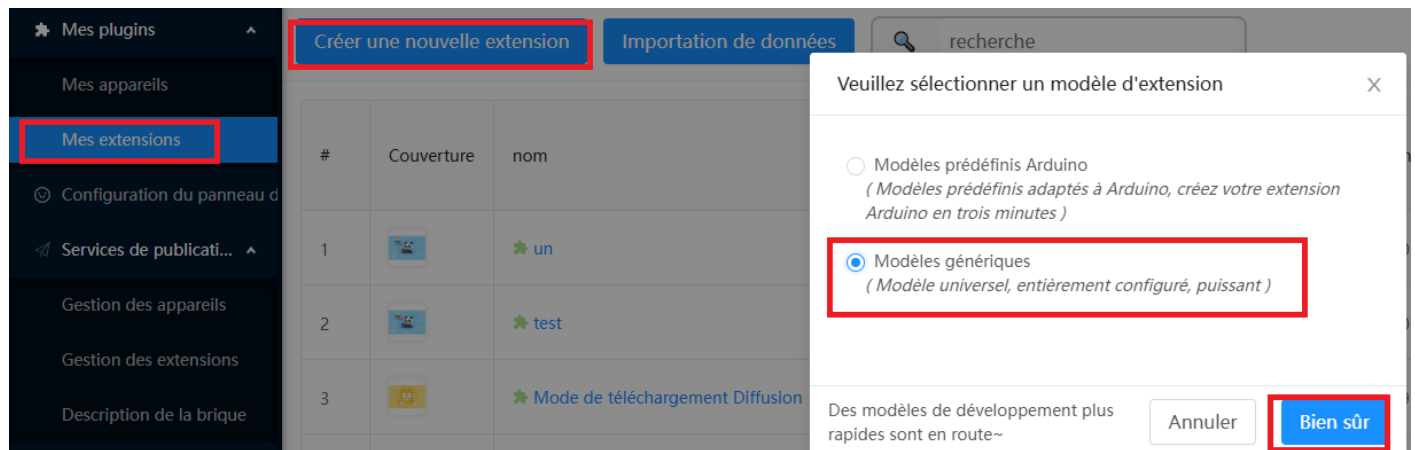 Mes plugins
Mes appareils
Mes extensions
Configuration du panneau d
Services de publicati...
Gestion des appareils
Gestion des extensions
Description de la brique
Créer une nouvelle extension
Importation de données
recherche
# Couverture nom
1 un
2 test
3 Mode de téléchargement Diffusion
Veuillez sélectionner un modèle d'extension X
Modèles prédéfinis Arduino
( Modèles prédéfinis adaptés à Arduino, créez votre extension
Arduino en trois minutes )
Modèles génériques
( Modèle universel, entièrement configuré, puissant )
Des modèles de développement plus
rapides sont en route~
Annuler
Bien sûr